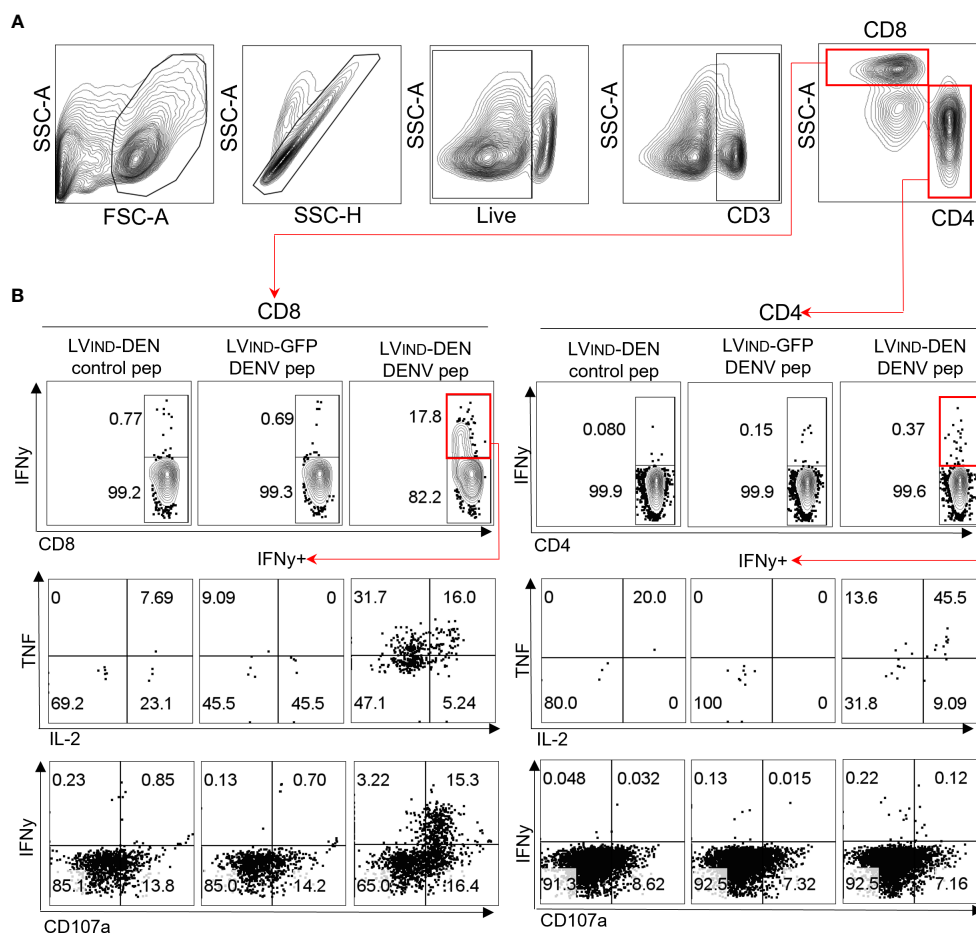 A
SSC-A
FSC-A
SSC-A
SSC-H
SSC-A
Live
SSC-A
CD3
CD8
SSC-A
CD4
B
CD8
CD4
LVIND-DEN control pep
LVIND-GFP DENV pep
LVIND-DEN DENV pep
LVIND-DEN control pep
LVIND-GFP DENV pep
LVIND-DEN DENV pep
IFNy
0.77
99.2
0.69
99.3
17.8
82.2
CD8
IFNy
0.080
99.9
0.15
99.9
0.37
99.6
CD4
IFNy+
IFNy+
TNF
0 7.69
69.2 23.1
9.09 0
45.5 45.5
31.7 16.0
47.1 5.24
IL-2
TNF
0 20.0
80.0 0
0 0
100 0
13.6 45.5
31.8 9.09
IL-2
IFNy
0.23 0.85
85.1 13.8
0.13 0.70
85.0 14.2
3.22 15.3
65.0 16.4
CD107a
IFNy
0.048 0.032
91.3 8.62
0.13 0.015
92.5 7.32
0.22 0.12
92.5 7.16
CD107a